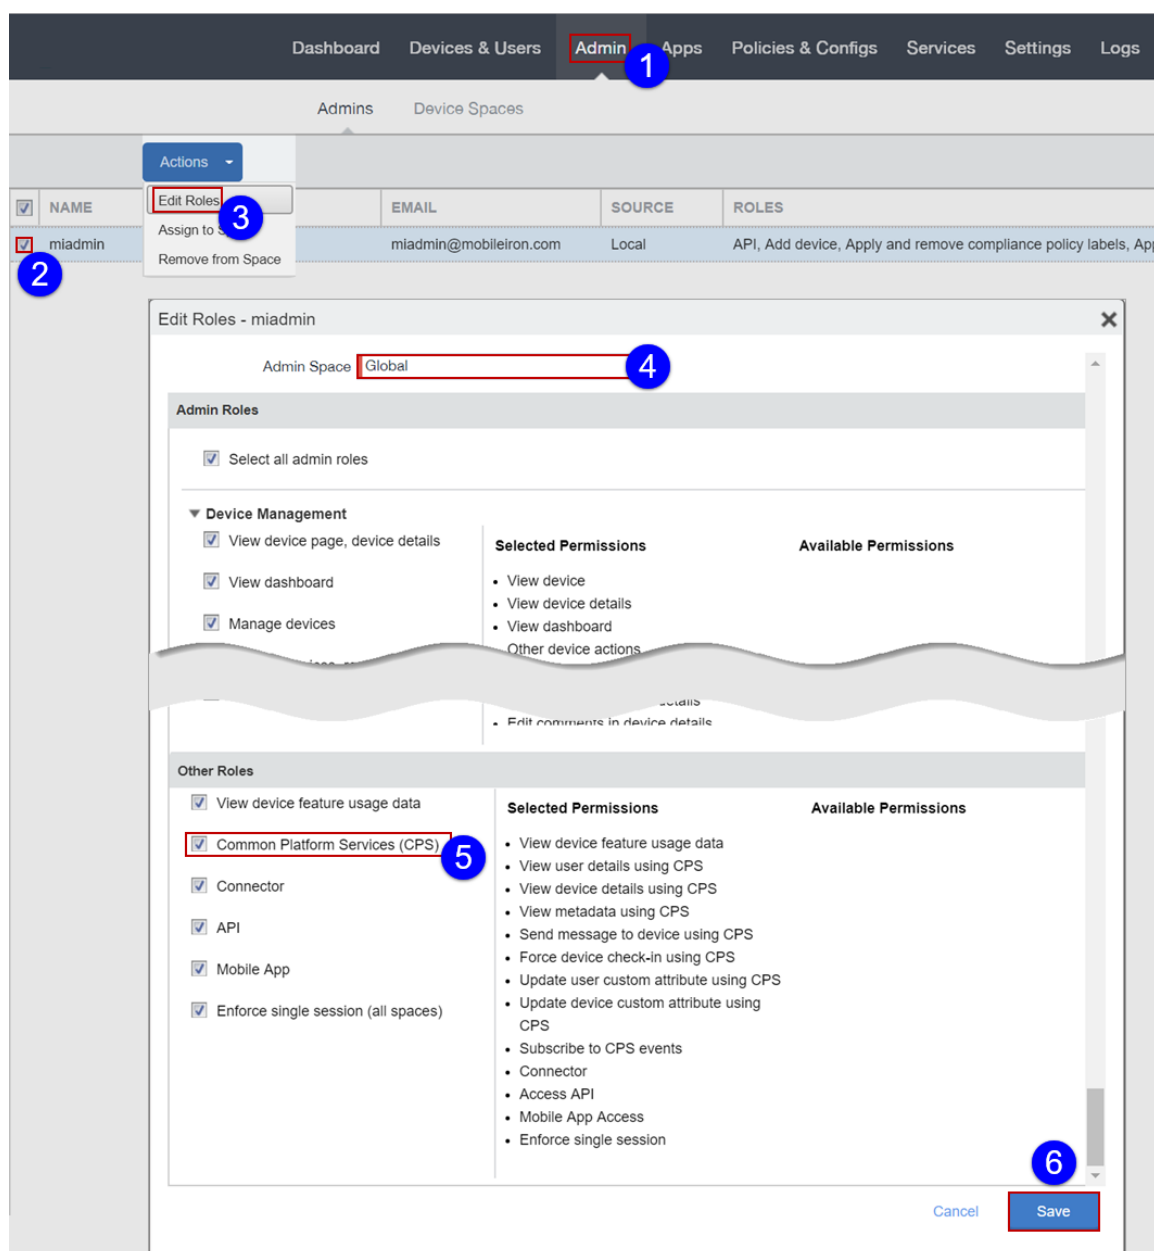 Dashboard Devices & Users Admin Apps Policies & Configs Services Settings Logs
1
Admins Device Spaces
Actions
NAME EMAIL SOURCE ROLES
Edit Roles
3
miadmin miadmin@mobileiron.com Local API, Add device, Apply and remove compliance policy labels,
Assign to
Remove from Space
2
Edit Roles - miadmin
Admin Space Global
4
Admin Roles
Select all admin roles
Device Management
View device page, device details
View dashboard
Manage devices
Selected Permissions Available Permissions
• View device
• View device details
• View dashboard
Other device actions
details
• Edit comments in device details
Other Roles
View device feature usage data
Common Platform Services (CPS)
5
Connector
API
Mobile App
Enforce single session (all spaces)
Selected Permissions Available Permissions
• View device feature usage data
• View user details using CPS
• View device details using CPS
• View metadata using CPS
• Send message to device using CPS
• Force device check-in using CPS
• Update user custom attribute using CPS
• Update device custom attribute using
CPS
• Subscribe to CPS events
• Connector
• Access API
• Mobile App Access
• Enforce single session
6
Cancel Save